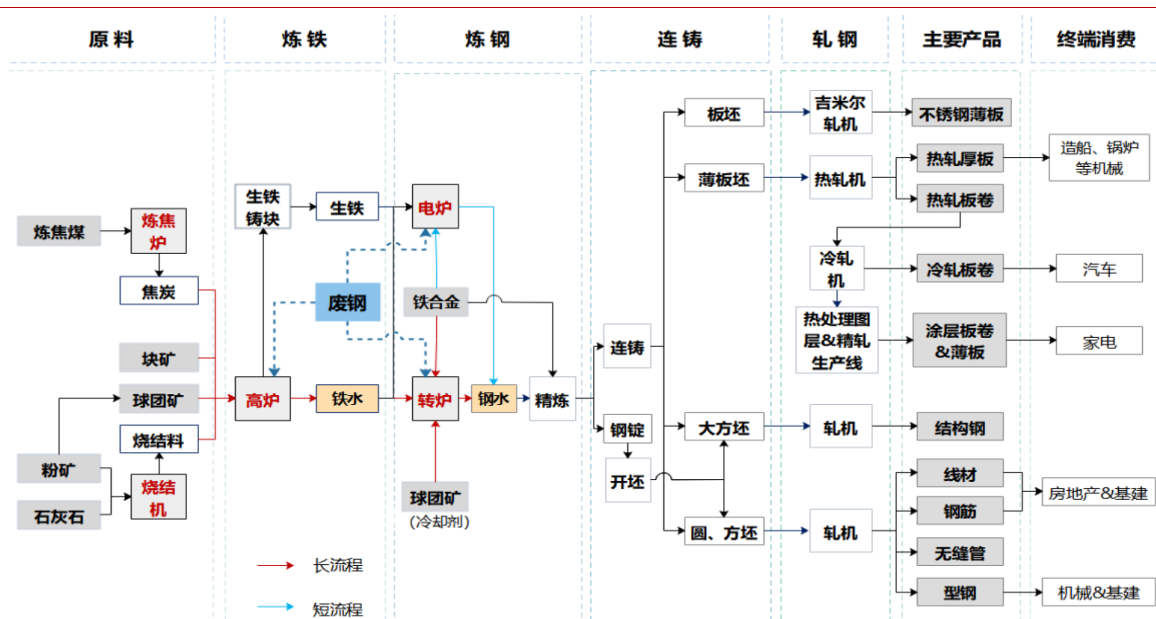 原料
炼铁
炼钢
连铸
轧钢
主要产品
终端消费
炼焦煤
炼焦
炉
焦炭
块矿
球团矿
烧结料
粉矿
石灰石
烧结
机
生铁
铸块
生铁
高炉
铁水
废钢
电炉
铁合金
转炉
钢水
精炼
球团矿
(冷却剂)
长流程
短流程
连铸
钢锭
开坯
板坯
薄板坯
大方坯
圆、方坯
吉米尔
轧机
热轧机
冷轧
机
热处理图
层&精轧
生产线
轧机
轧机
不锈钢薄板
热轧厚板
热轧板卷
冷轧板卷
涂层板卷
&薄板
结构钢
线材
钢筋
无缝管
型钢
造船、锅炉
等机械
汽车
家电
房地产&基建
机械&基建